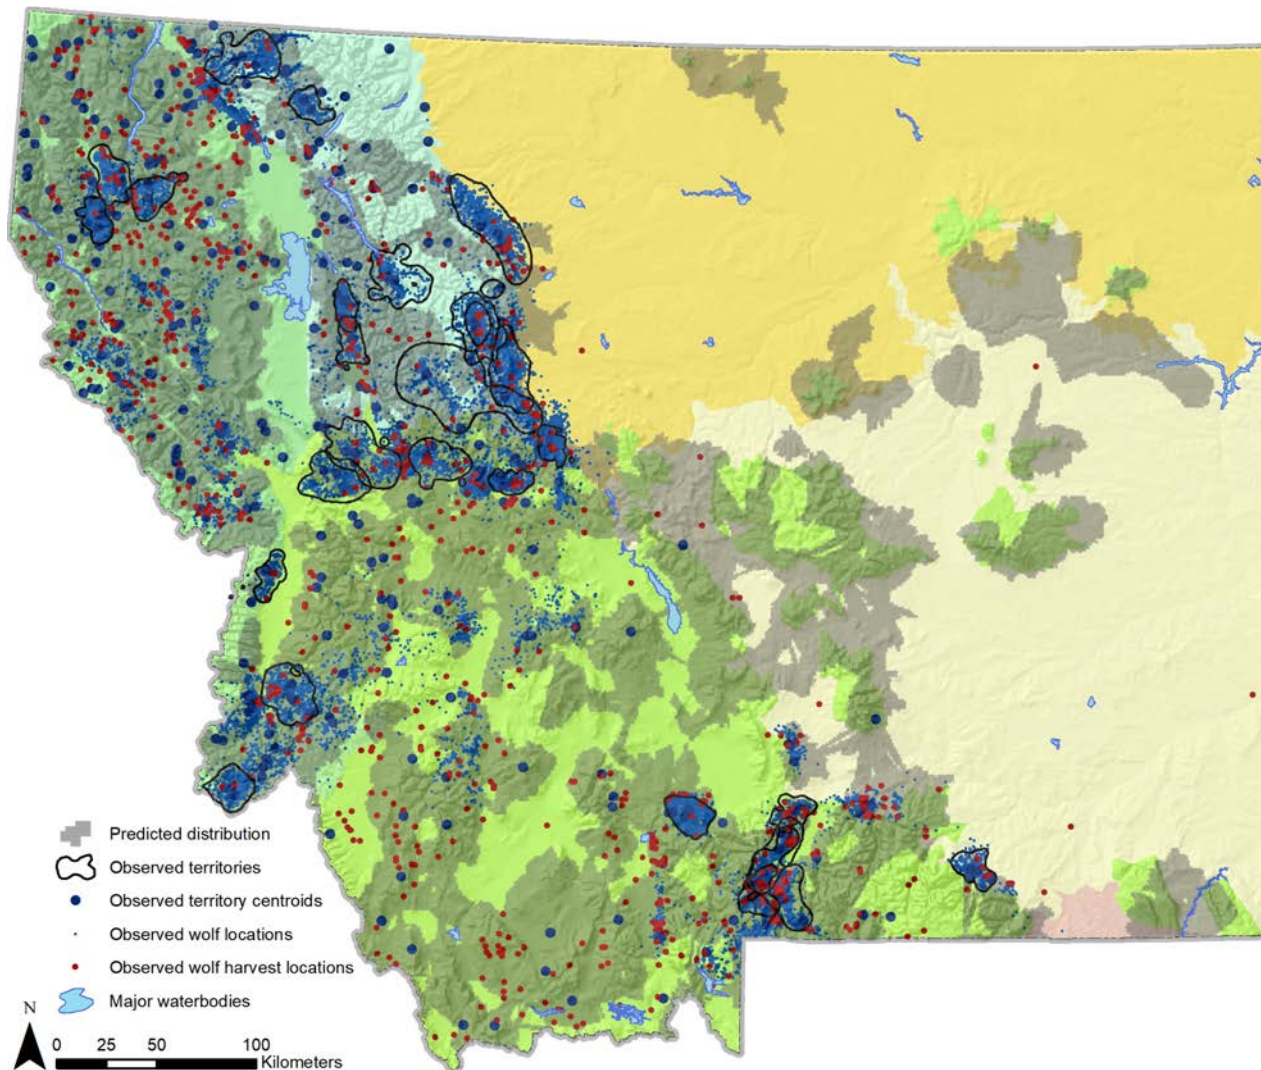 Predicted distribution
Observed territories
Observed territory centroids
Observed wolf locations
Observed wolf harvest locations
Major waterbodies
N
0 25 50 100
Kilometers